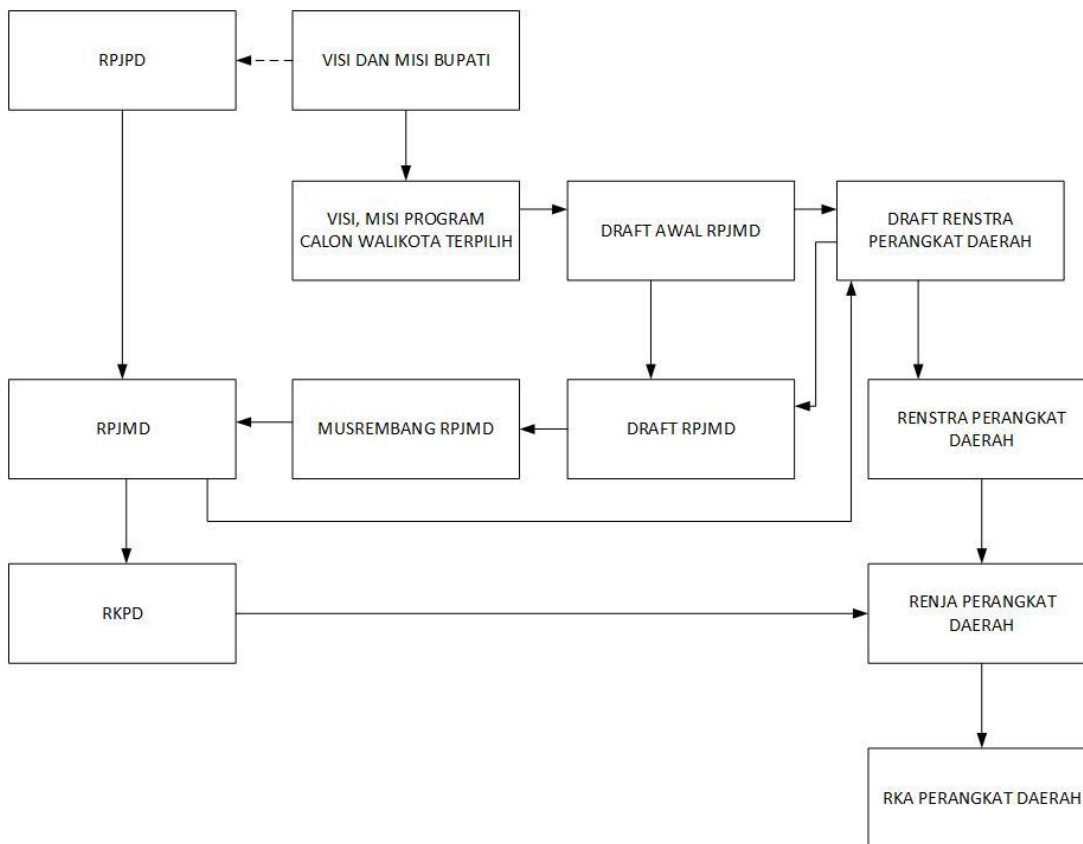 RPJPD
VISI DAN MISI BUPATI
VISI, MISI PROGRAM
CALON WALIKOTA TERPILIH
DRAFT AWAL RPJMD
DRAFT RENSTRA
PERANGKAT DAERAH
RPJMD
MUSREMBANG RPJMD
DRAFT RPJMD
RENSTRA PERANGKAT
DAERAH
RKPD
RENJA PERANGKAT
DAERAH
RKA PERANGKAT DAERAH